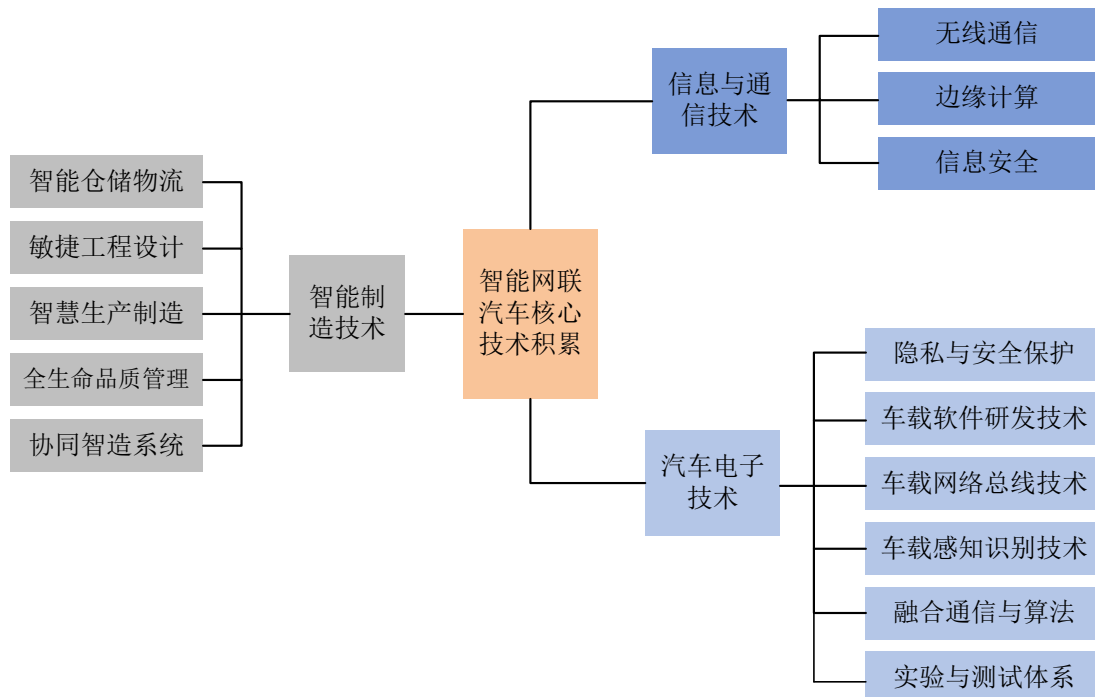 智能仓储物流
敏捷工程设计
智慧生产制造
全生命品质管理
协同智造系统
智能制
造技术
智能网联
汽车核心
技术积累
信息与通
信技术
无线通信
边缘计算
信息安全
汽车电子
技术
隐私与安全保护
车载软件研发技术
车载网络总线技术
车载感知识别技术
融合通信与算法
实验与测试体系